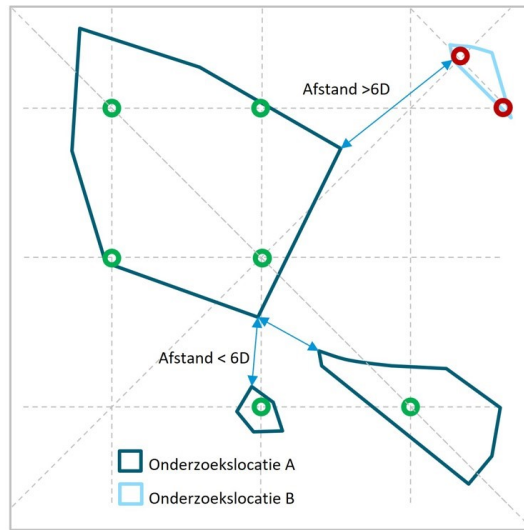 Afstand >6D
Afstand < 6D
Onderzoekslocatie A
Onderzoekslocatie B